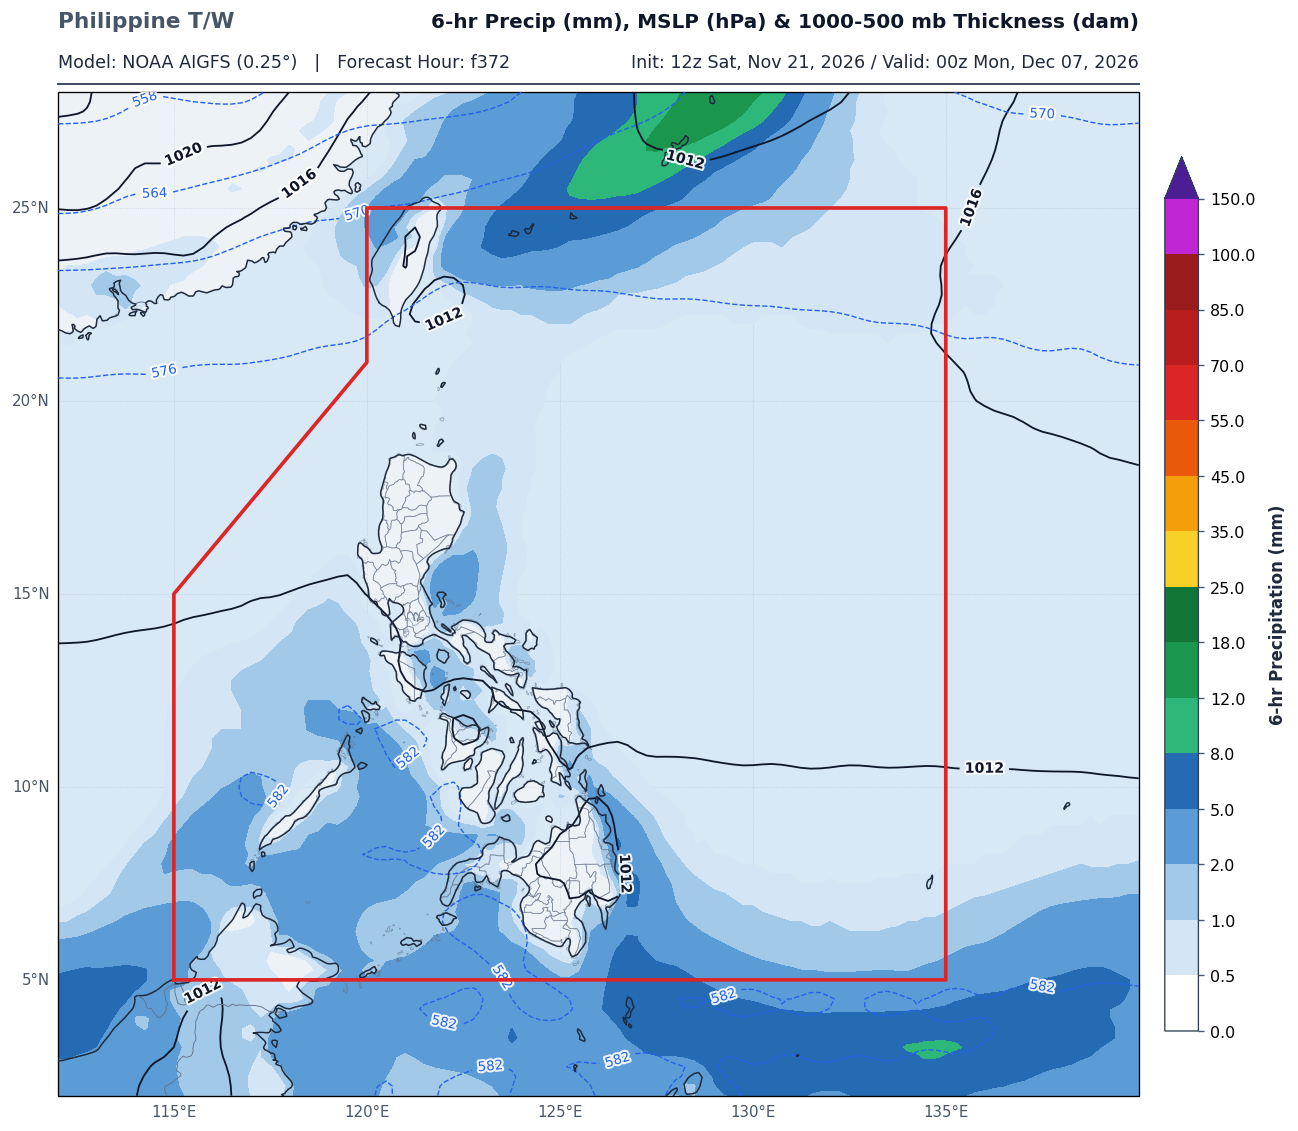 Philippine T/W
6-hr Precip (mm), MSLP (hPa) & 1000-500 mb Thickness (dam)
Model: NOAA AIGFS (0.25°) | Forecast Hour: f372
Init: 12z Sat, Nov 21, 2026 / Valid: 00z Mon, Dec 07, 2026
558
570
1020
1012
564
1016
1016
570
25°N
1012
576
20°N
15°N
582
1012
10°N
582
582
1012
5°N
582
1012
582
582
582
582
582
115°E
120°E
125°E
130°E
135°E
150.0
100.0
85.0
70.0
55.0
45.0
35.0
25.0
18.0
12.0
8.0
5.0
2.0
1.0
0.5
0.0
6-hr Precipitation (mm)